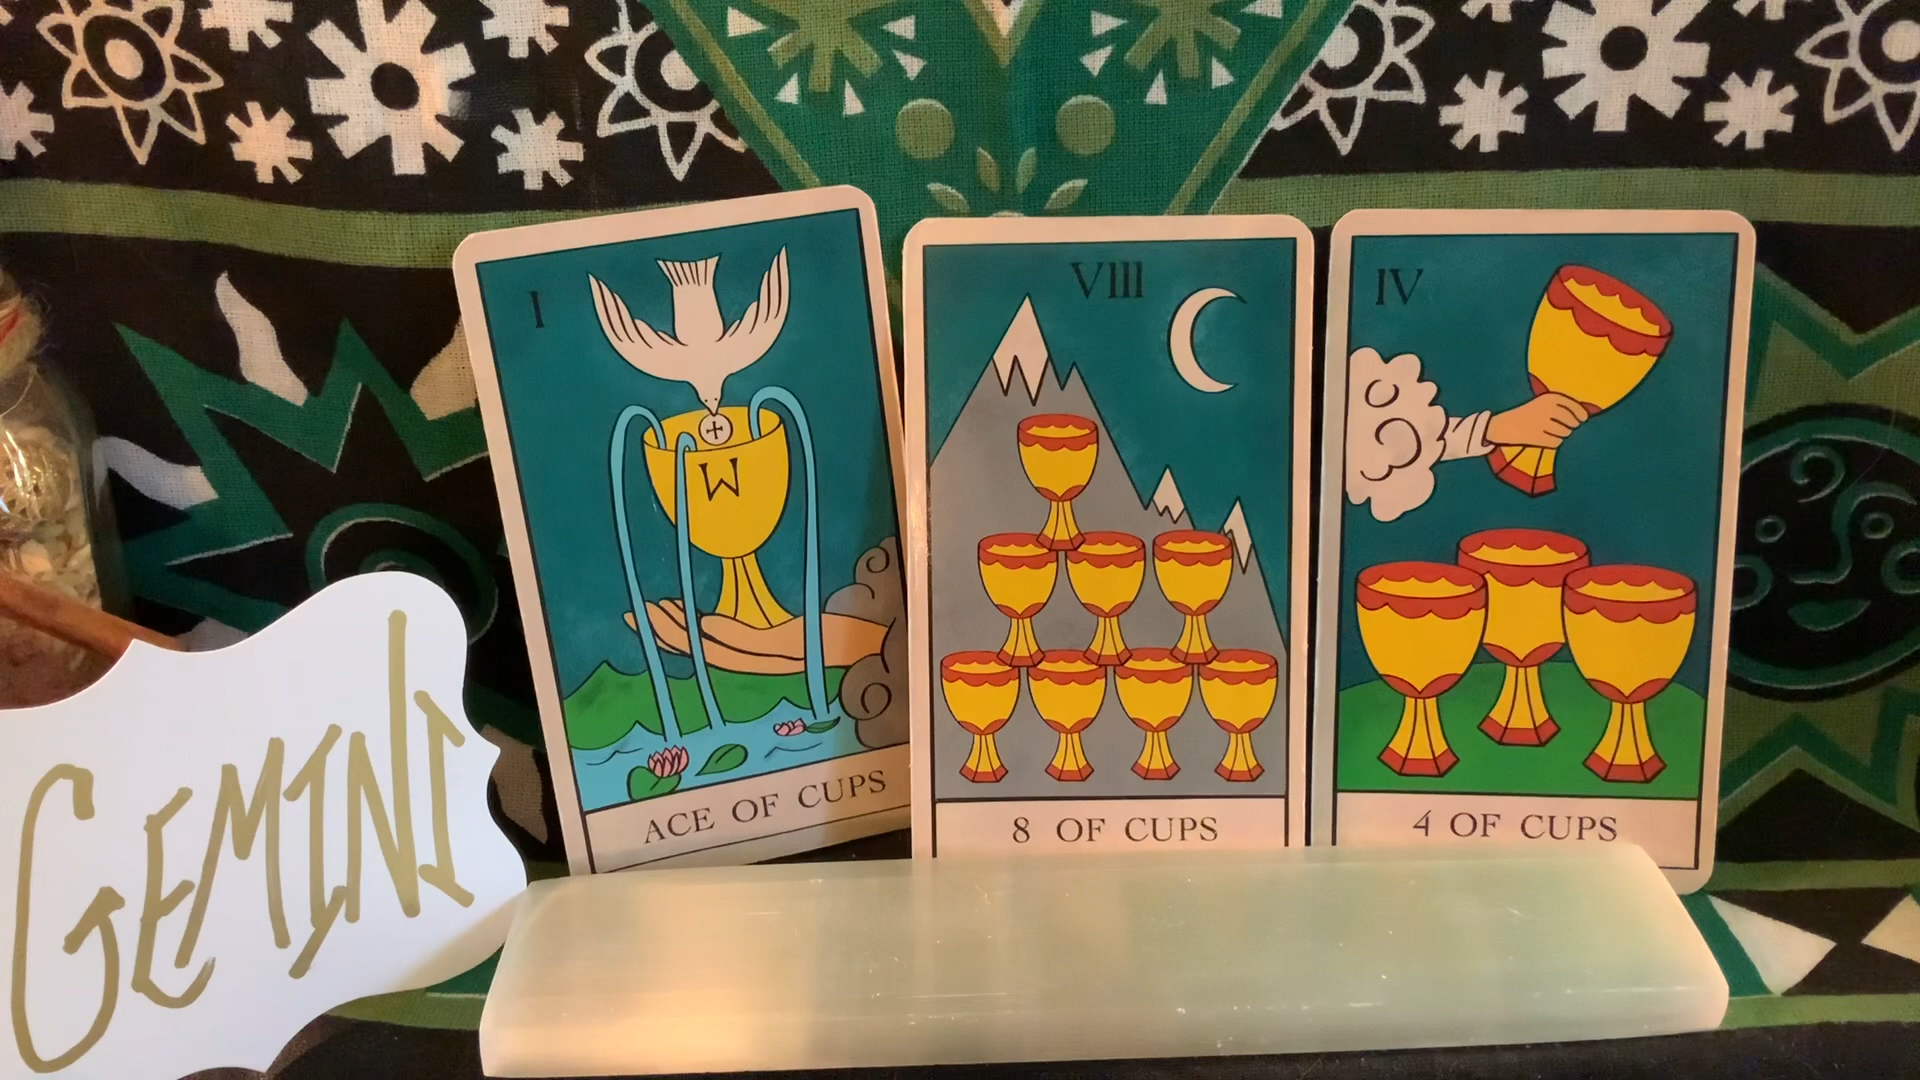 GEMINI
I
W
ACE OF CUPS
VIII
8 OF CUPS
IV
4 OF CUPS